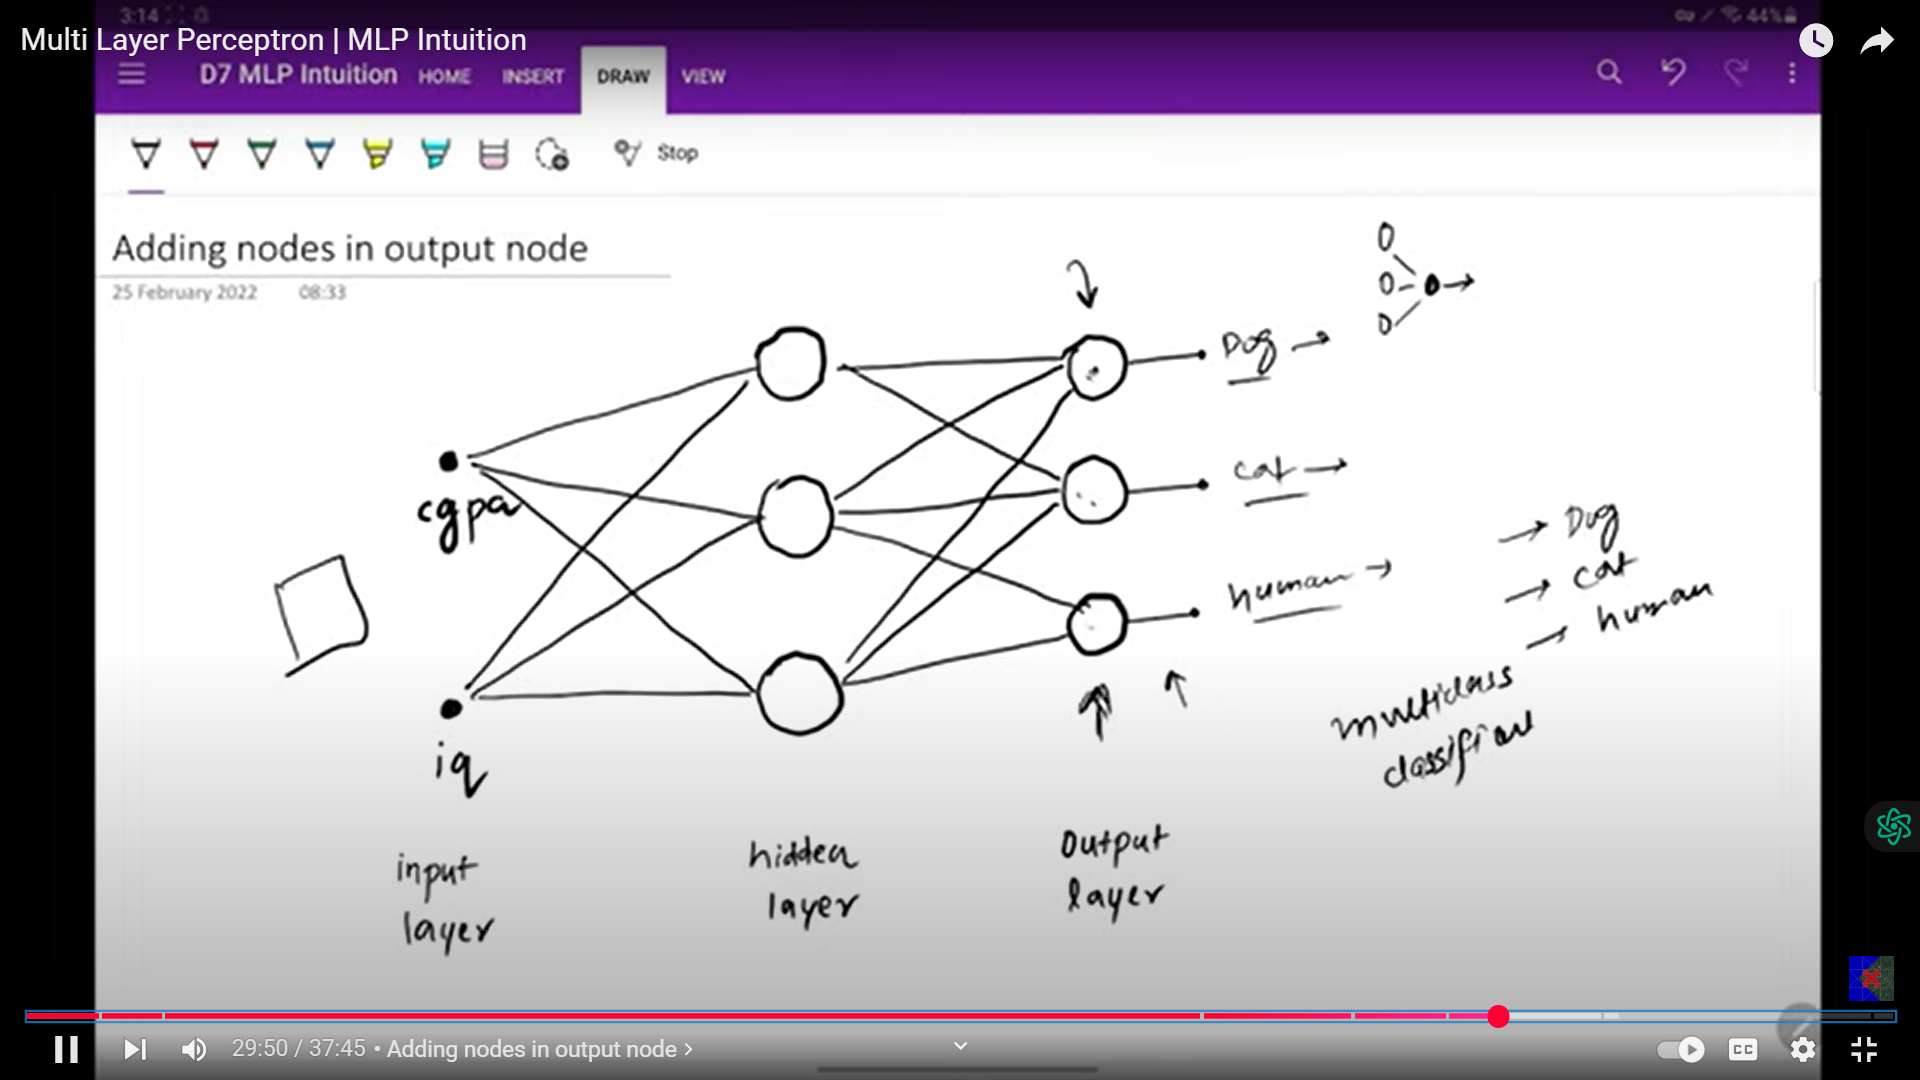 3:14
44%
Multi Layer Perceptron | MLP Intuition
D7 MLP Intuition HOME INSERT DRAW VIEW
Stop
Adding nodes in output node
25 February 2022 08:33
Dog
cat
human
cgpa
iq
Dog
cat
human
multiclass
input
layer
hidden
layer
Output
layer
29:50 / 37:45 • Adding nodes in output node
CC